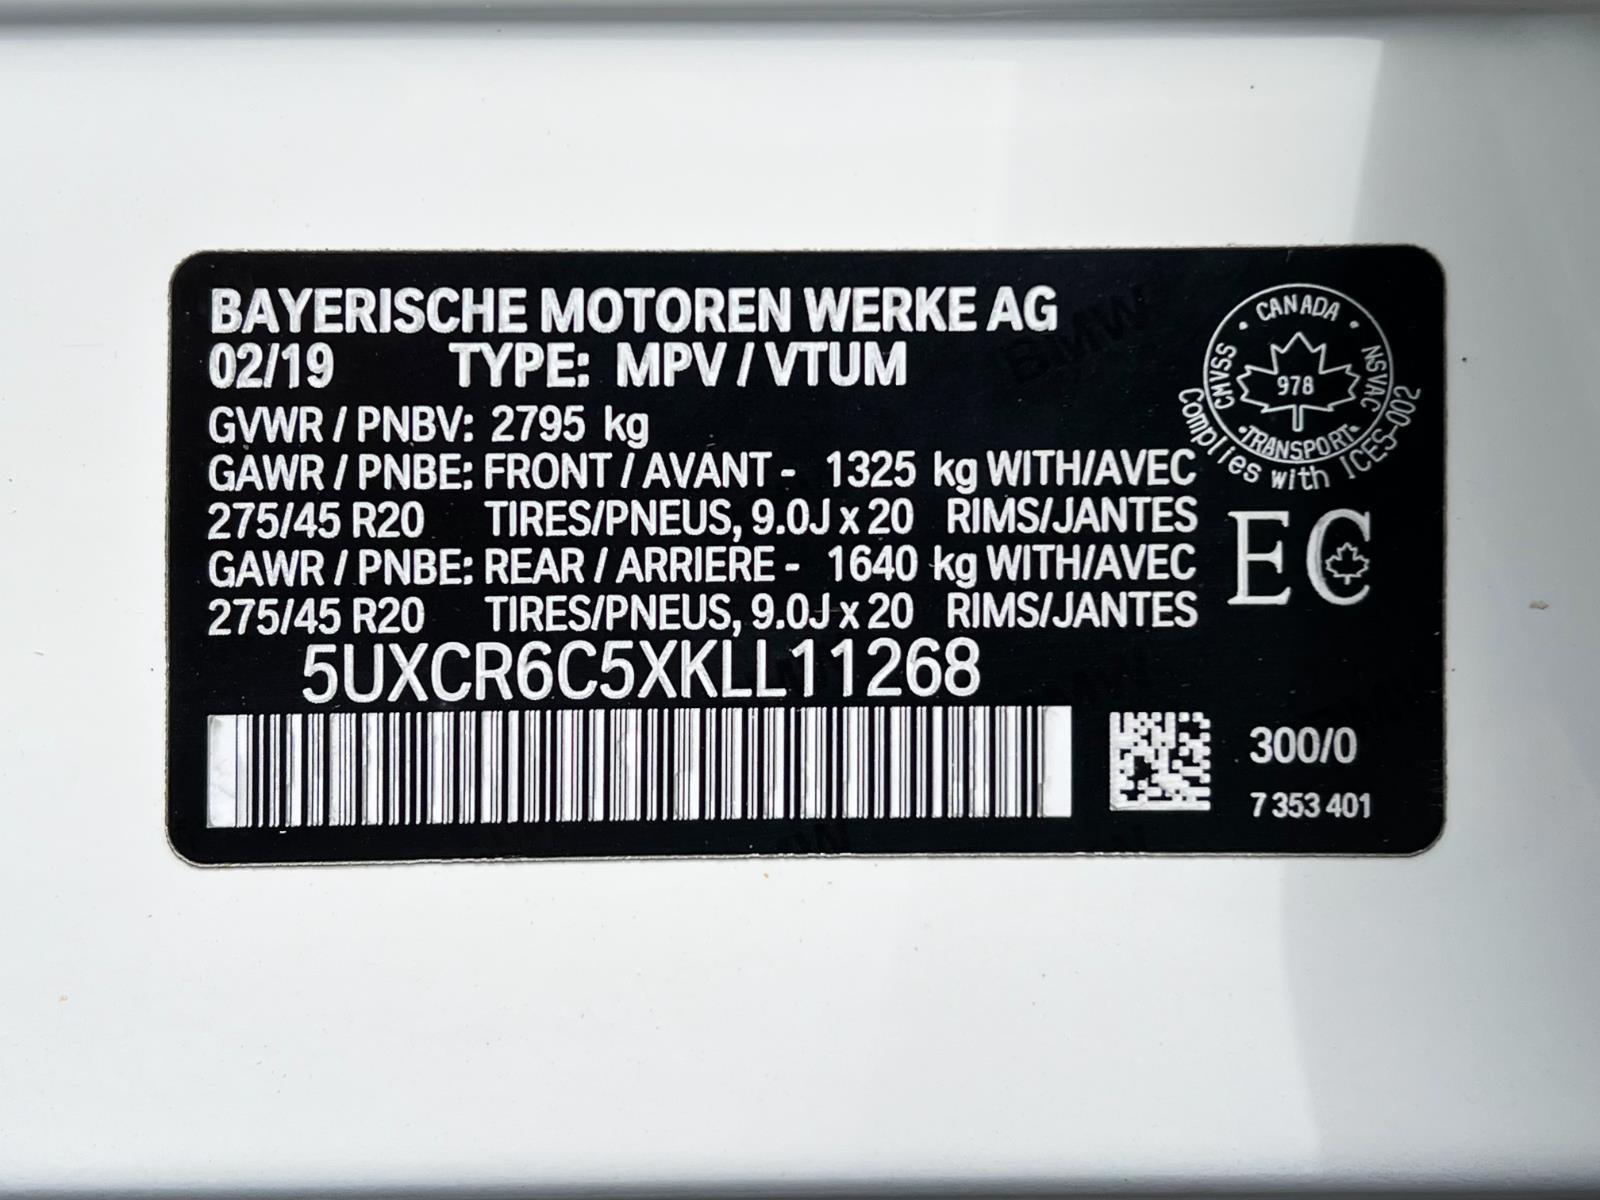 BAYERISCHE MOTOREN WERKE AG
02/19 TYPE: MPV / VTUM
GVWR / PNBV: 2795 kg
GAWR / PNBE: FRONT / AVANT - 1325 kg WITH/AVEC
275/45 R20 TIRES/PNEUS, 9.0J x 20 RIMS/JANTES
GAWR / PNBE: REAR / ARRIERE - 1640 kg WITH/AVEC
275/45 R20 TIRES/PNEUS, 9.0J x 20 RIMS/JANTES
5UXCR6C5XKLL11268
CANADA
CMVSS
NSVAC
978
TRANSPORT
Complies with ICES-002
EC
300/0
7 353 401
BMW